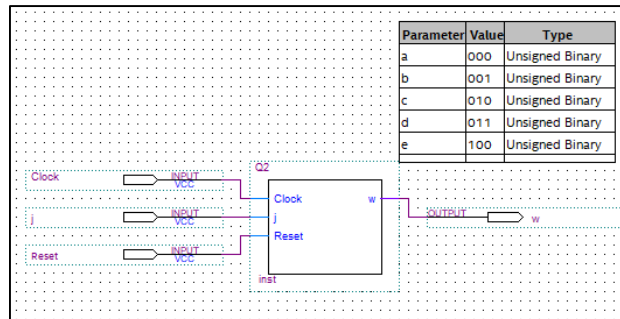 Parameter Value Type
a 000 Unsigned Binary
b 001 Unsigned Binary
c 010 Unsigned Binary
d 011 Unsigned Binary
e 100 Unsigned Binary
Q2
Clock INPUT
VCC
Clock w
OUTPUT w
j INPUT
VCC
j
Reset INPUT
VCC
Reset
inst